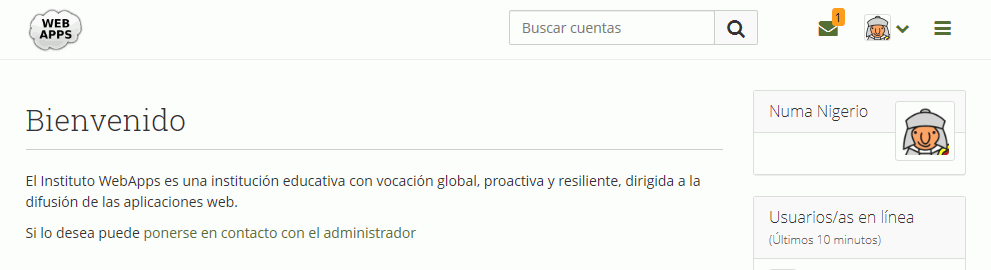 WEB
APPS
Buscar cuentas
1
Bienvenido
El Instituto WebApps es una institución educativa con vocación global, proactiva y resiliente, dirigida a la
difusión de las aplicaciones web.
Si lo desea puede ponerse en contacto con el administrador
Numa Nigerio
Usuarios/as en línea
(Últimos 10 minutos)